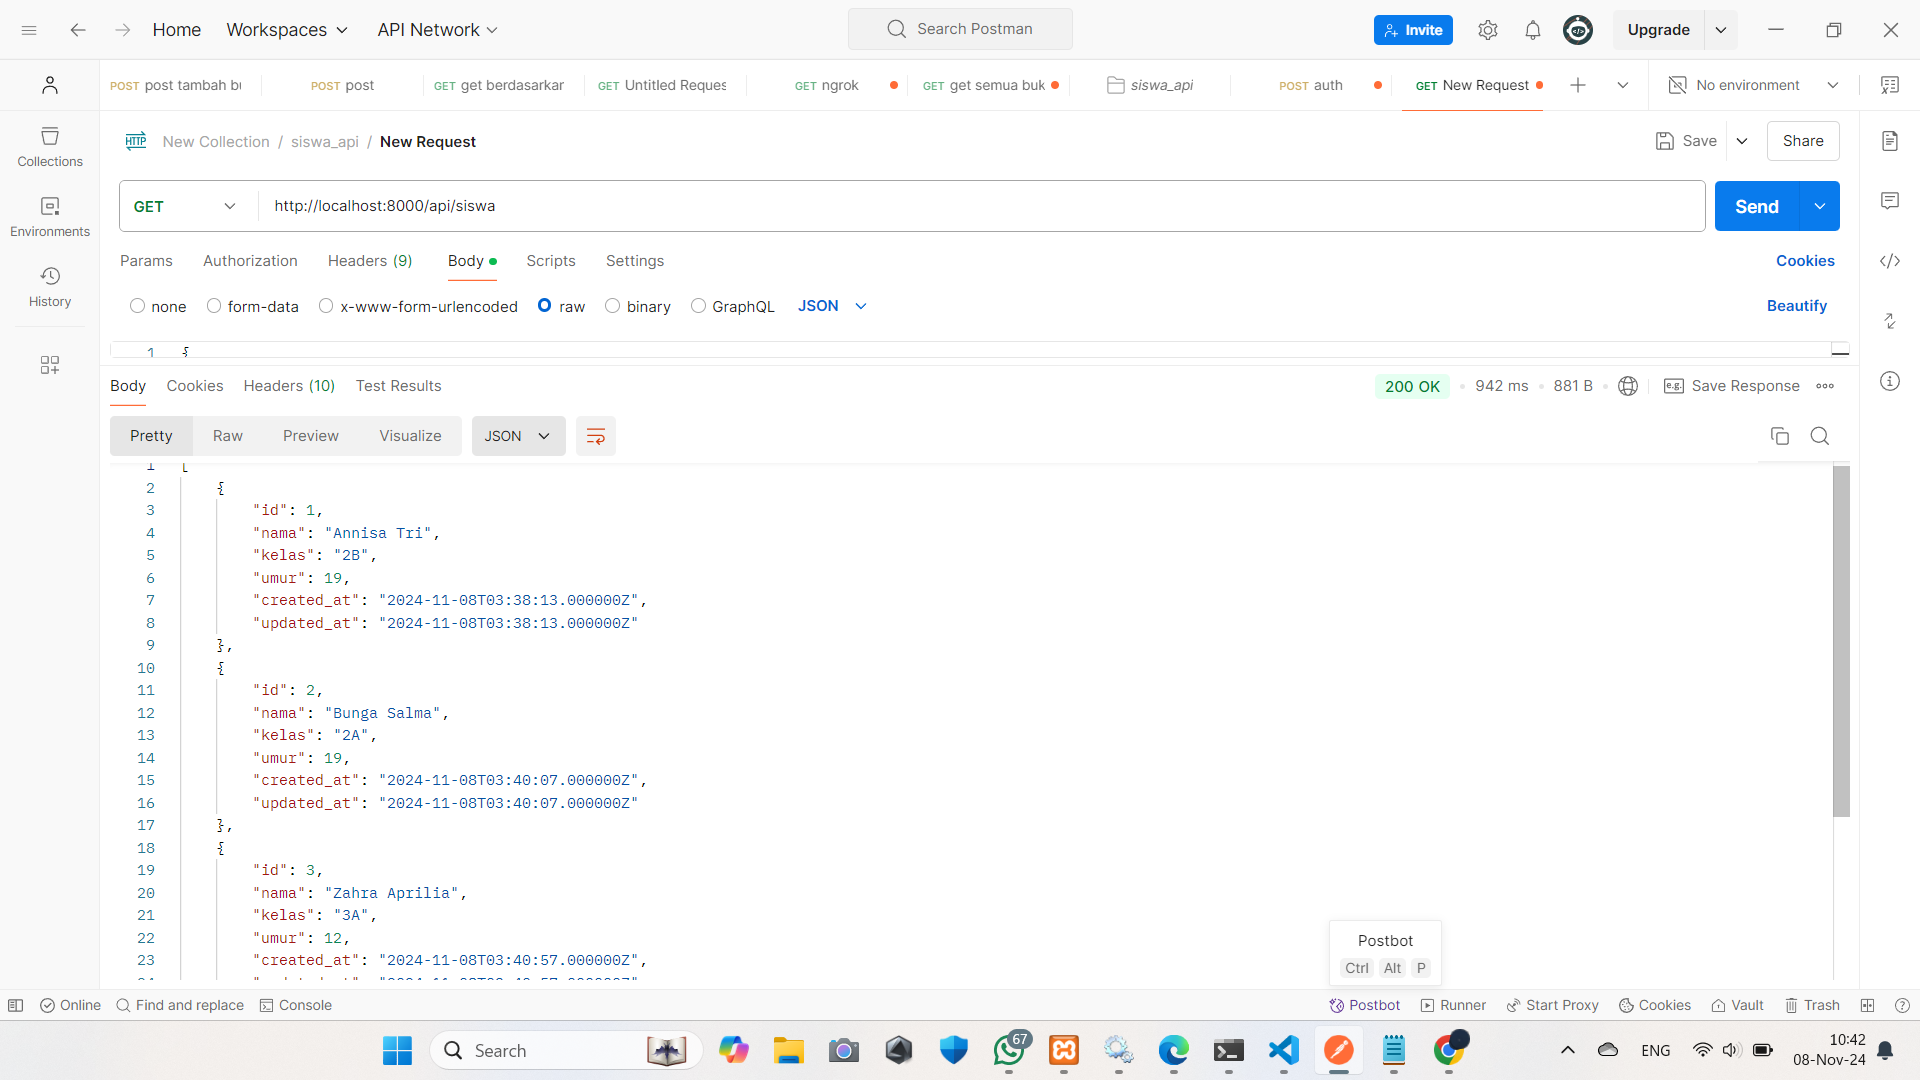 Home Workspaces API Network Search Postman Invite Upgrade
POST post tambah bu POST post GET get berdasarkan GET Untitled Reques GET ngrok GET get semua buk siswa_api POST auth GET New Request No environment
HTTP New Collection / siswa_api / New Request Save Share
GET http://localhost:8000/api/siswa Send
Params Authorization Headers (9) Body Scripts Settings Cookies
none form-data x-www-form-urlencoded raw binary GraphQL JSON Beautify
Collections
Environments
History
1 {
Body Cookies Headers (10) Test Results 200 OK 942 ms 881 B e.g. Save Response
Pretty Raw Preview Visualize JSON
1 [
2 {
3 "id": 1,
4 "nama": "Annisa Tri",
5 "kelas": "2B",
6 "umur": 19,
7 "created_at": "2024-11-08T03:38:13.000000Z",
8 "updated_at": "2024-11-08T03:38:13.000000Z"
9 },
10 {
11 "id": 2,
12 "nama": "Bunga Salma",
13 "kelas": "2A",
14 "umur": 19,
15 "created_at": "2024-11-08T03:40:07.000000Z",
16 "updated_at": "2024-11-08T03:40:07.000000Z"
17 },
18 {
19 "id": 3,
20 "nama": "Zahra Aprilia",
21 "kelas": "3A",
22 "umur": 12,
23 "created_at": "2024-11-08T03:40:57.000000Z",
Postbot
Ctrl Alt P
Online Find and replace Console Postbot Runner Start Proxy Cookies Vault Trash
Search 67 ENG 10:42
08-Nov-24